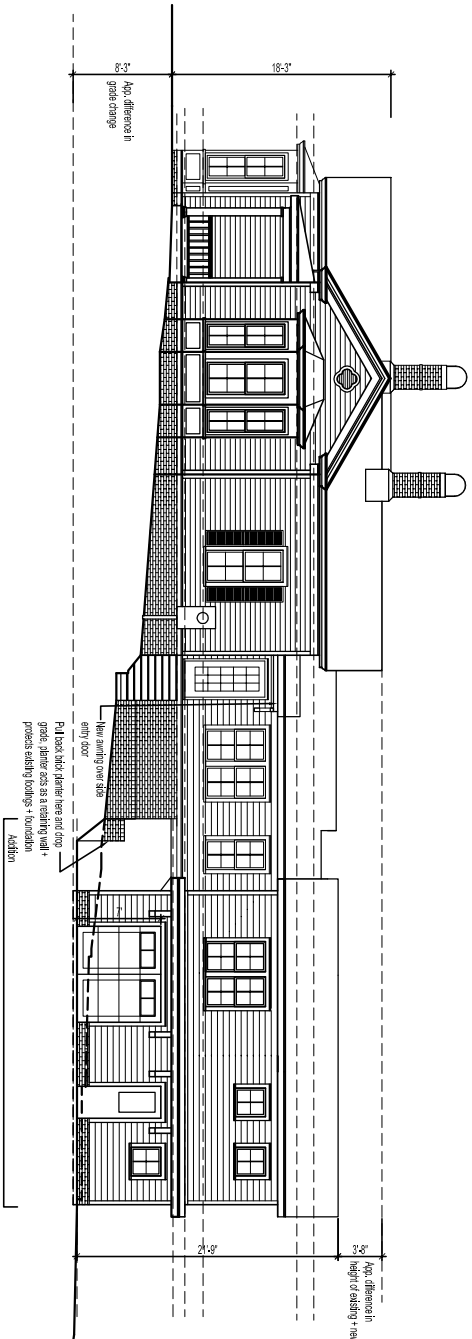 8'-3"
18'-3"
App. difference in
grade change
New awning over side
entry door
Pull back brick planter here and drop
grade, planter acts as a retaining wall +
protects existing footings + foundation
Addition
7'
21'-9"
3'-8"
App. difference in
height of existing + new